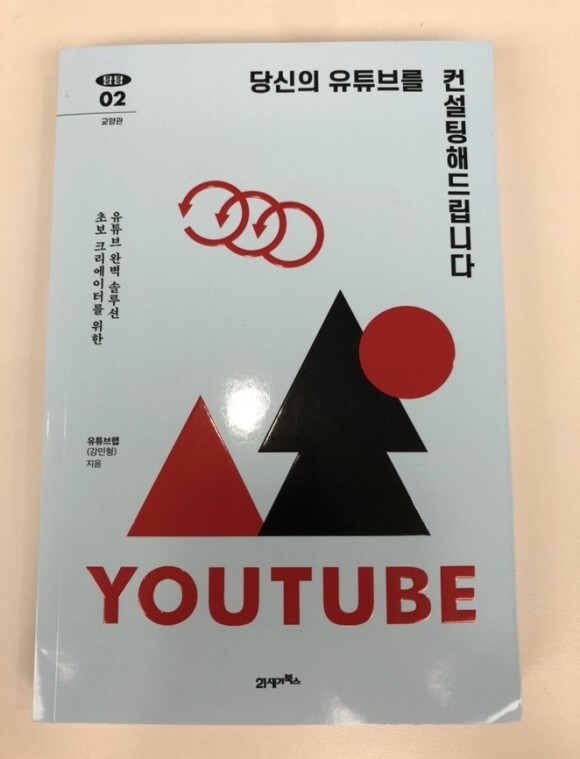 탐탐
02
교양관
당신의 유튜브를
컨설팅해드립니다
초보 크리에이터를 위한
유튜브 완벽 솔루션
유튜브랩
(강민형)
지음
YOUTUBE
21세기북스